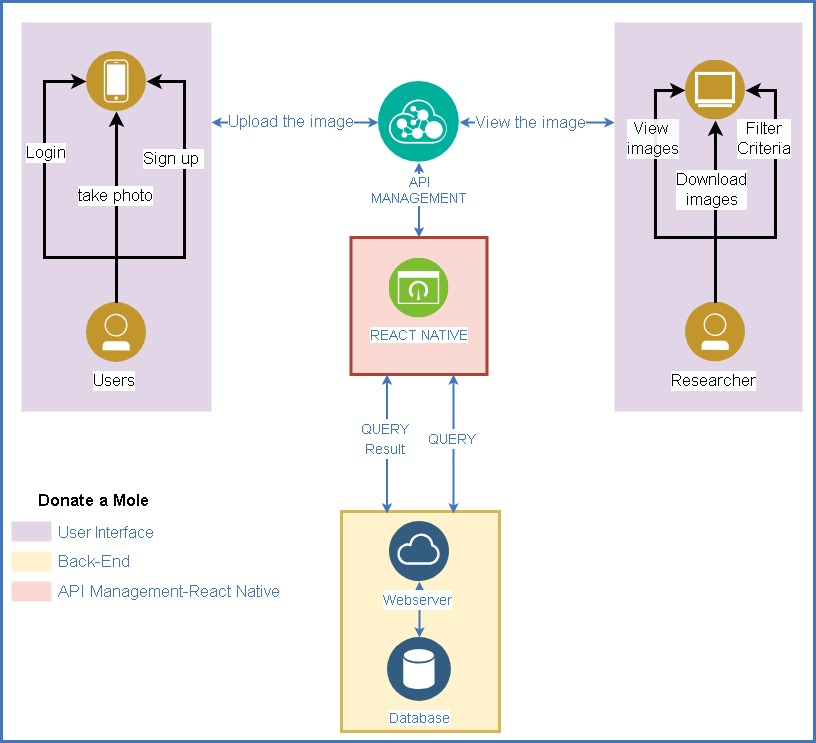 Login
Sign up
take photo
Users
Upload the image
View the image
API
MANAGEMENT
REACT NATIVE
View
images
Filter
Criteria
Download
images
Researcher
QUERY
Result
QUERY
Webserver
Database
Donate a Mole
User Interface
Back-End
API Management-React Native